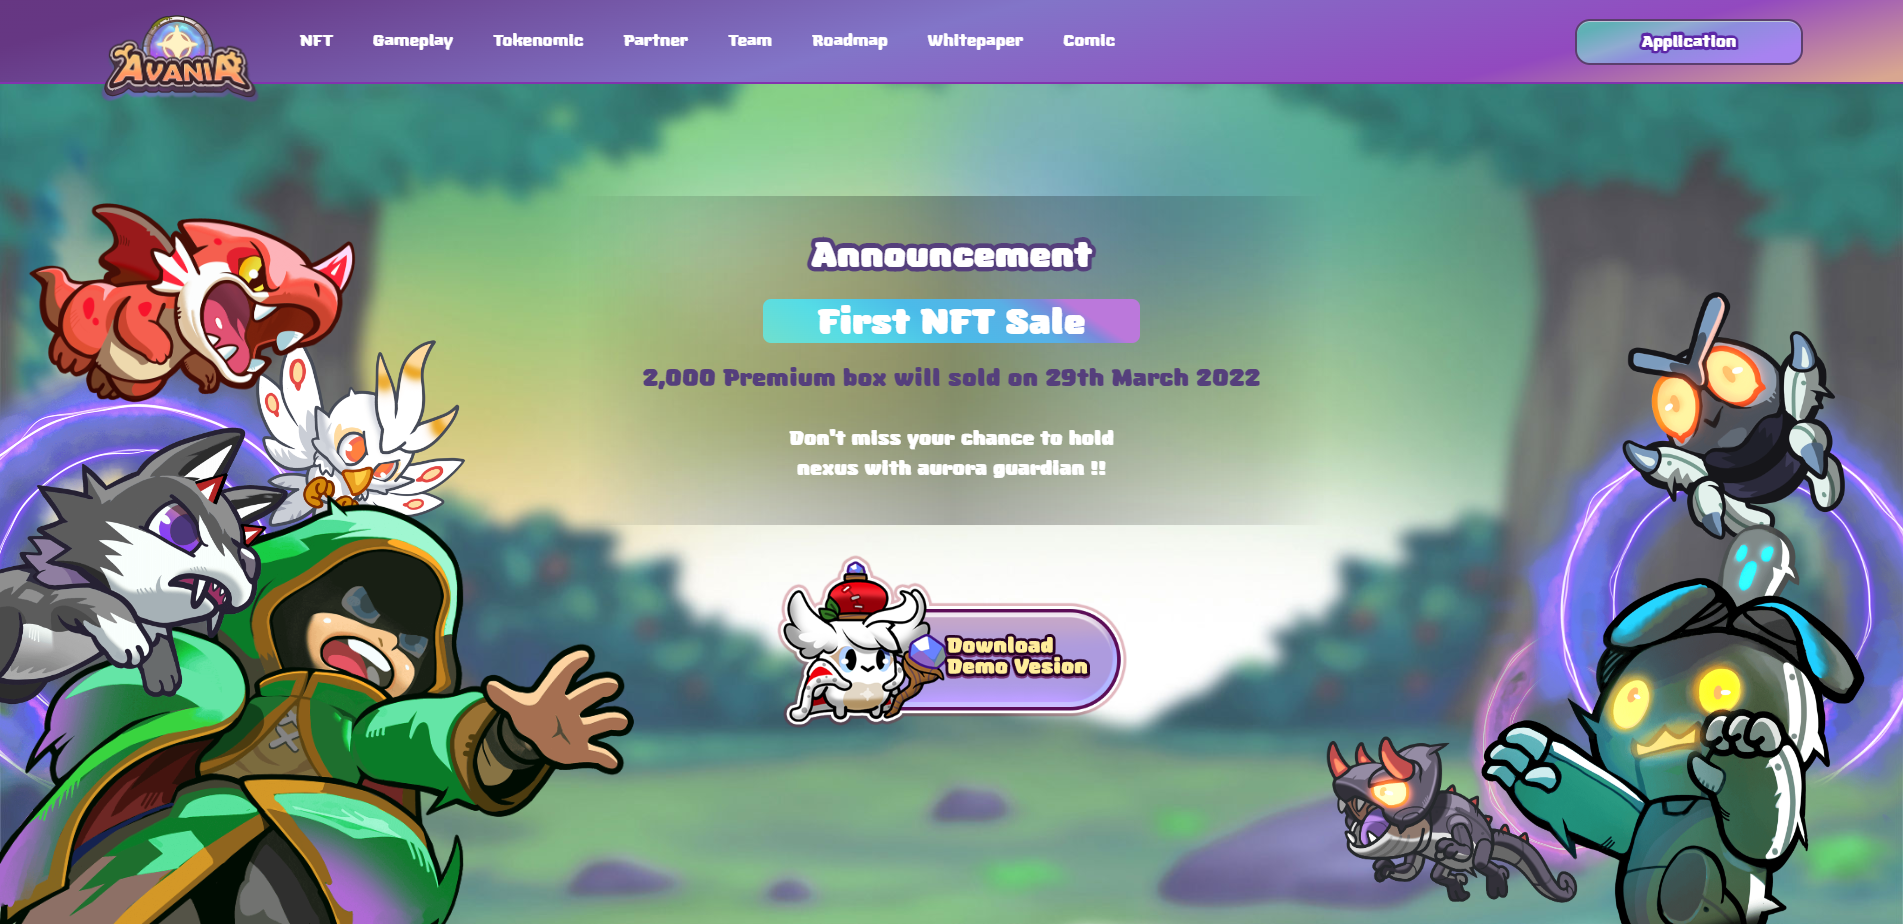 AVANIA
NFT
Gameplay
Tokenomic
Partner
Team
Roadmap
Whitepaper
Comic
Application
Announcement
First NFT Sale
2,000 Premium box will sold on 29th March 2022
Don't miss your chance to hold
nexus with aurora guardian !!
Download
Demo Vesion